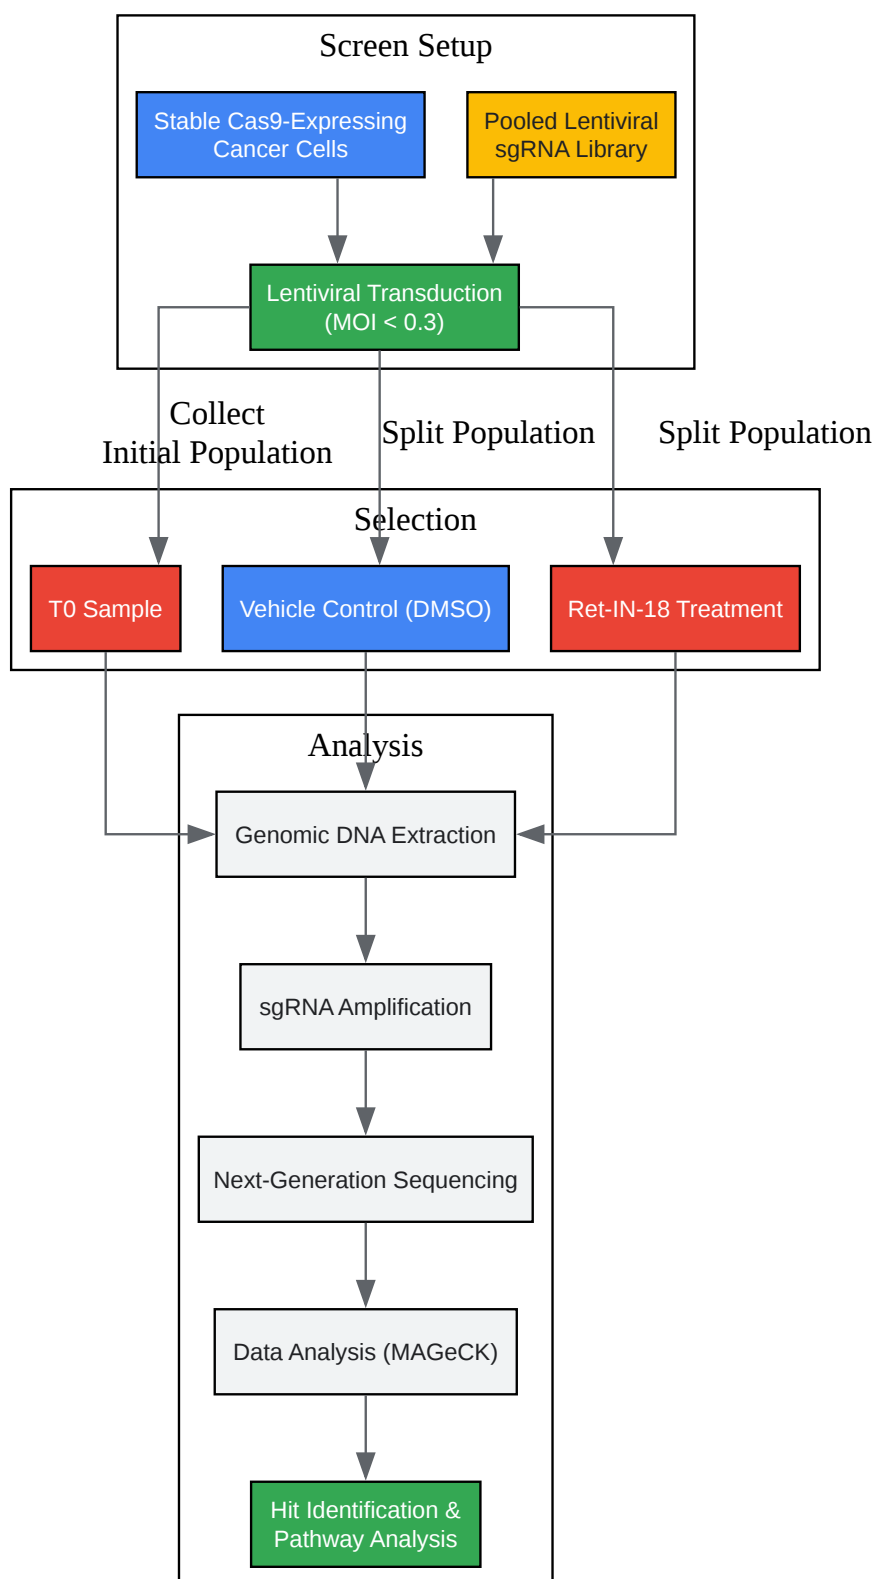 Screen Setup
Stable Cas9-Expressing
Cancer Cells
Pooled Lentiviral
sgRNA Library
Lentiviral Transduction
(MOI < 0.3)
Collect
Initial Population
Split Population
Split Population
Selection
T0 Sample
Vehicle Control (DMSO)
Ret-IN-18 Treatment
Analysis
Genomic DNA Extraction
sgRNA Amplification
Next-Generation Sequencing
Data Analysis (MAGeCK)
Hit Identification &
Pathway Analysis